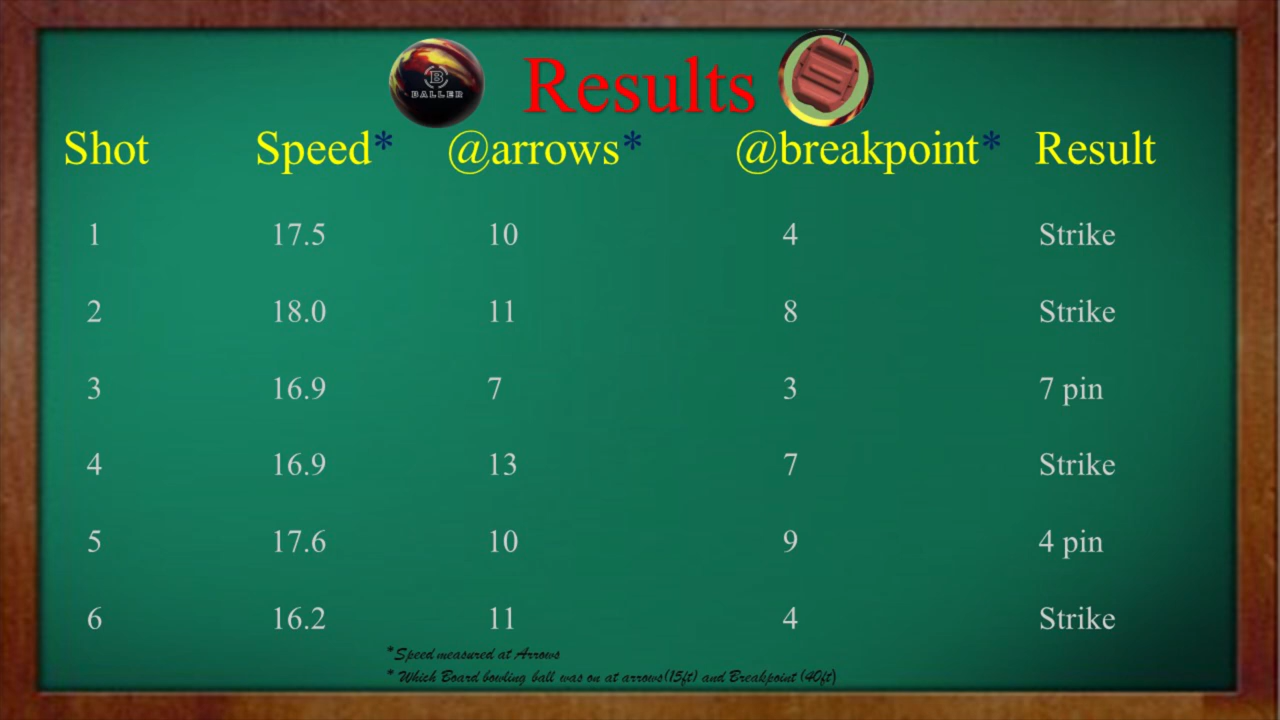 B
BALLER
Results
Shot Speed* @arrows* @breakpoint* Result
1 17.5 10 4 Strike
2 18.0 11 8 Strike
3 16.9 7 3 7 pin
4 16.9 13 7 Strike
5 17.6 10 9 4 pin
6 16.2 11 4 Strike
*Speed measured at Arrows
* Which Board bowling ball was on at arrows(15ft) and Breakpoint (40ft)